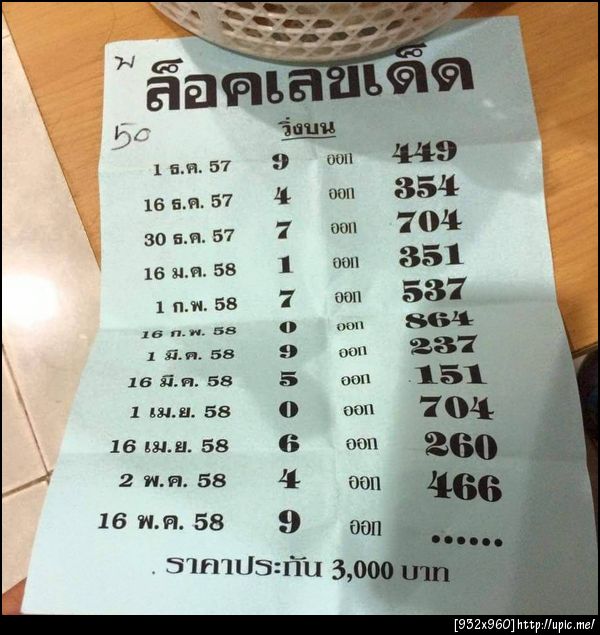 พ
ล็อคเลขเด็ด
50
วิ่งบน
1 ธ.ค. 57 9 ออก 449
16 ธ.ค. 57 4 ออก 354
30 ธ.ค. 57 7 ออก 704
16 ม.ค. 58 1 ออก 351
1 ก.พ. 58 7 ออก 537
16 ก.พ. 58 0 ออก 864
1 มี.ค. 58 9 ออก 237
16 มี.ค. 58 5 ออก 151
1 เม.ย. 58 0 ออก 704
16 เม.ย. 58 6 ออก 260
2 พ.ค. 58 4 ออก 466
16 พ.ค. 58 9 ออก ......
. ราคาประกัน 3,000 บาท
[932x960]http://upic.me/